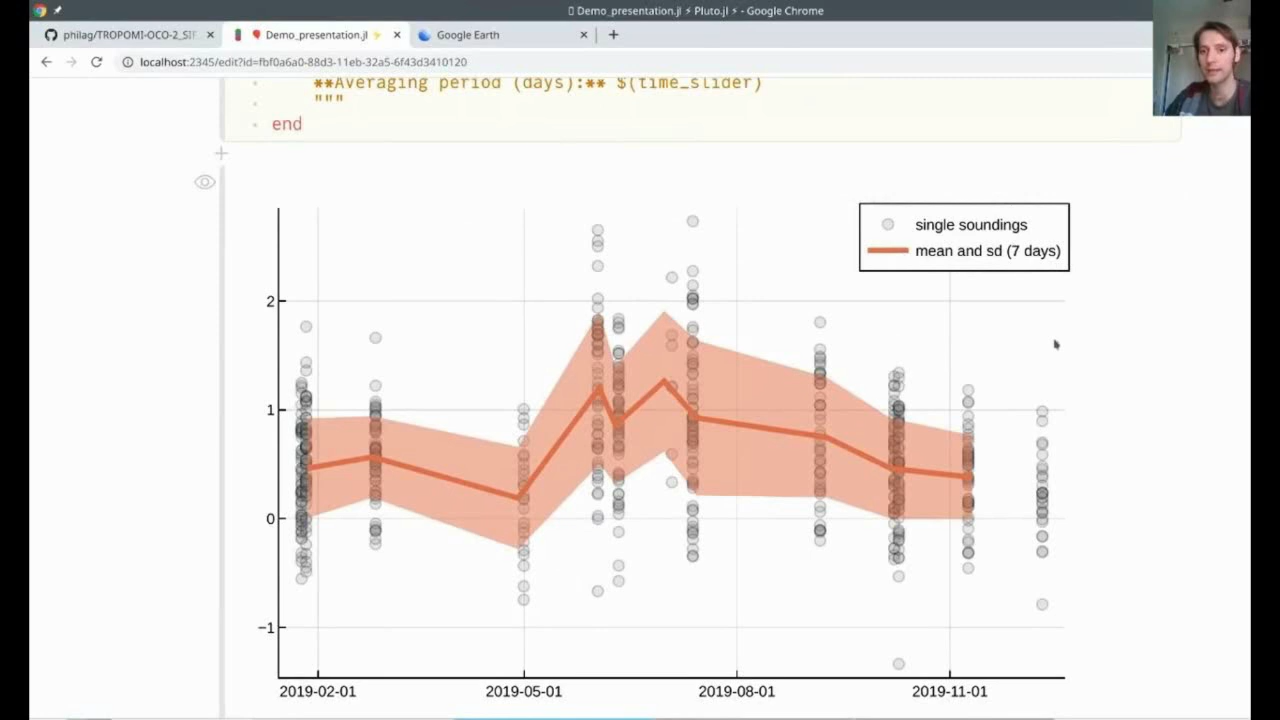 Demo_presentation.jl ⚡ Pluto.jl ⚡ - Google Chrome
philag/TROPOMI-OCO-2_SIF
Demo_presentation.jl
Google Earth
localhost:2345/edit?id=fbf0a6a0-88d3-11eb-32a5-6f43d3410120
**Averaging period (days):** $(time_slider)
"""
end
single soundings
mean and sd (7 days)
2
1
0
−1
2019-02-01
2019-05-01
2019-08-01
2019-11-01